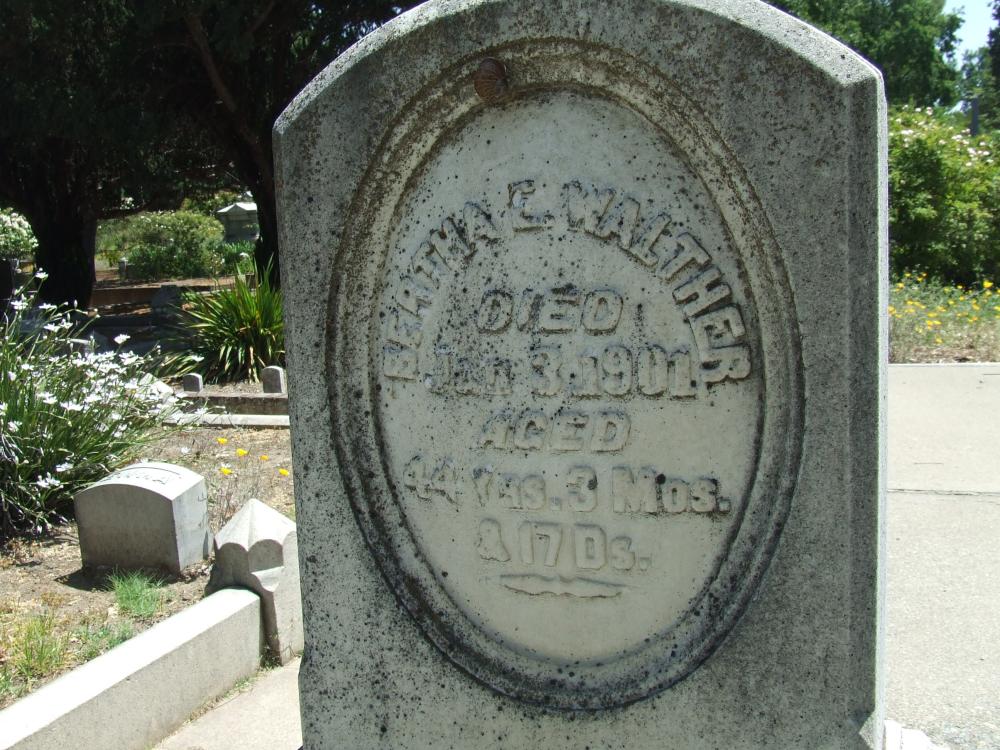 BERTHA E. WALTHER
DIED
Jan. 3. 1901.
AGED
44 Yrs. 3 Mos.
& 17 Ds.